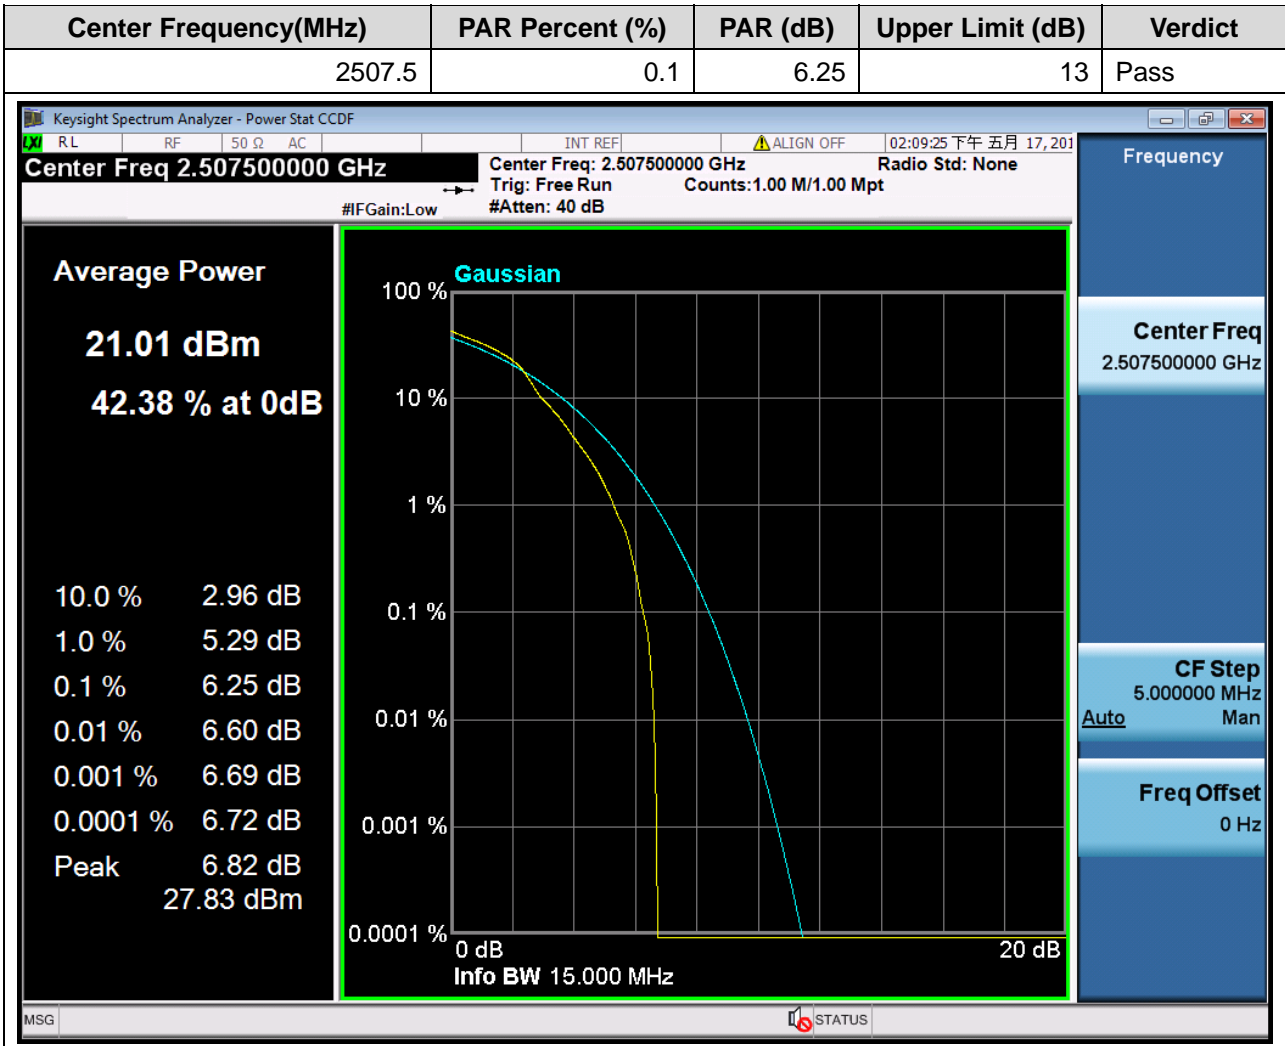 Center Frequency(MHz) PAR Percent (%) PAR (dB) Upper Limit (dB) Verdict
2507.5 0.1 6.25 13 Pass
Keysight Spectrum Analyzer - Power Stat CCDF
LXI RL RF 50 Ω AC INT REF ALIGN OFF 02:09:25 下午 五月 17, 201
Center Freq 2.507500000 GHz
Center Freq: 2.507500000 GHz Radio Std: None
Trig: Free Run Counts:1.00 M/1.00 Mpt
#IFGain:Low #Atten: 40 dB
Frequency
Average Power
21.01 dBm
42.38 % at 0dB
10.0 % 2.96 dB
1.0 % 5.29 dB
0.1 % 6.25 dB
0.01 % 6.60 dB
0.001 % 6.69 dB
0.0001 % 6.72 dB
Peak 6.82 dB
27.83 dBm
Gaussian
100 %
10 %
1 %
0.1 %
0.01 %
0.001 %
0.0001 %
0 dB 20 dB
Info BW 15.000 MHz
Center Freq
2.507500000 GHz
CF Step
5.000000 MHz
Auto Man
Freq Offset
0 Hz
MSG STATUS